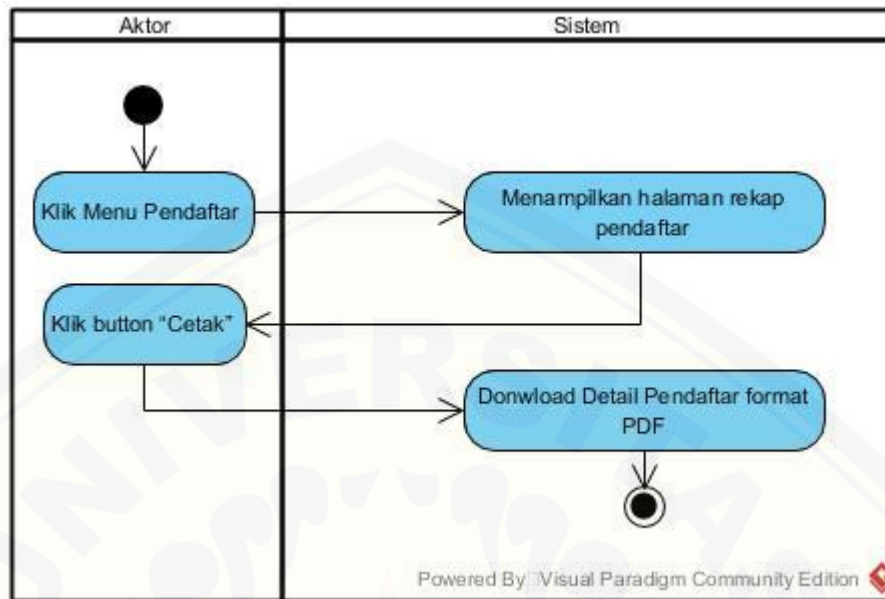 Aktor
Sistem
Klik Menu Pendaftar
Menampilkan halaman rekap
pendaftar
Klik button “Cetak”
Donwload Detail Pendaftar format
PDF
UNIVERSITA
Powered By Visual Paradigm Community Edition